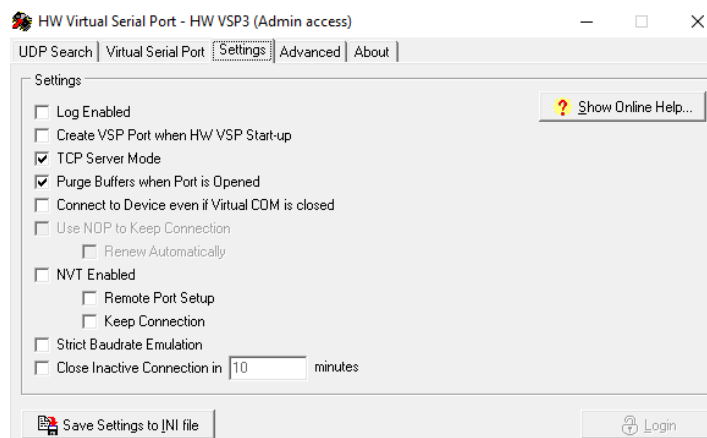 HW Virtual Serial Port - HW VSP3 (Admin access)
UDP Search Virtual Serial Port Settings Advanced About
Settings
Show Online Help...
Log Enabled
Create VSP Port when HW VSP Start-up
TCP Server Mode
Purge Buffers when Port is Opened
Connect to Device even if Virtual COM is closed
Use NOP to Keep Connection
Renew Automatically
NVT Enabled
Remote Port Setup
Keep Connection
Strict Baudrate Emulation
Close Inactive Connection in 10 minutes
Save Settings to INI file
Login